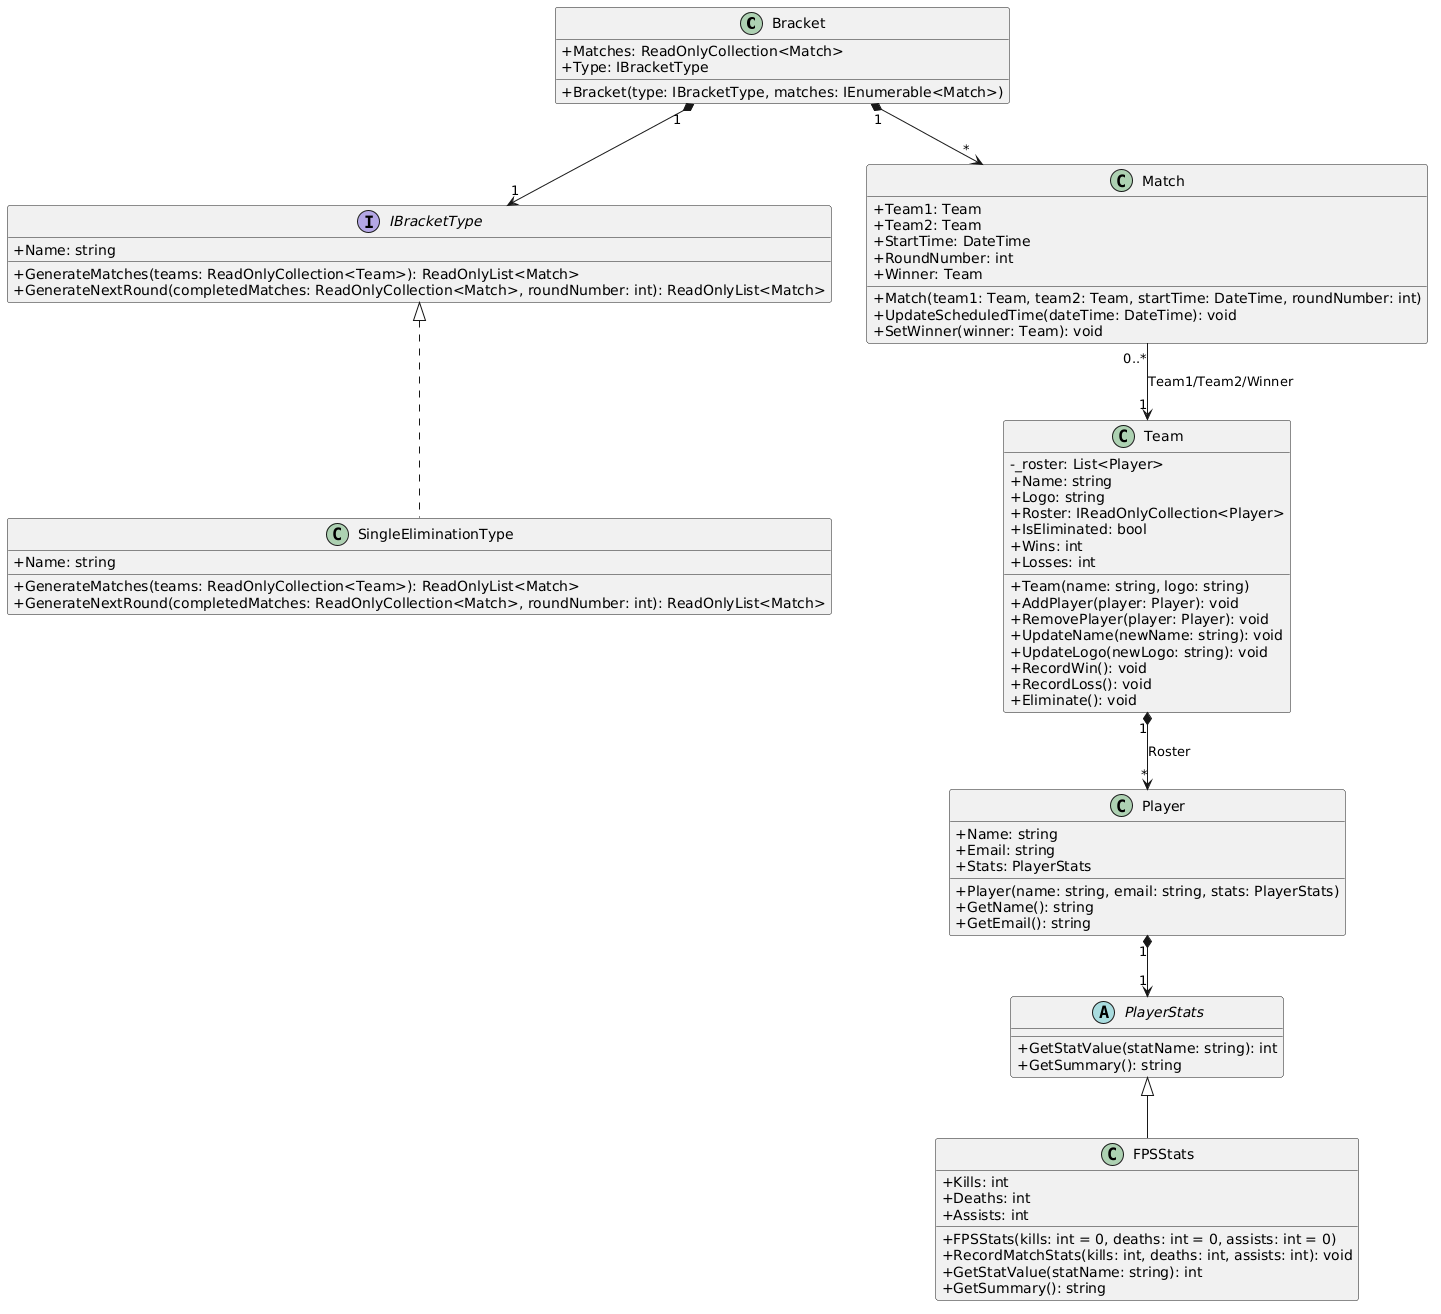 C Bracket
+Matches: ReadOnlyCollection<Match>
+Type: IBracketType
+Bracket(type: IBracketType, matches: IEnumerable<Match>)
1
1
1
*
I IBracketType
+Name: string
+GenerateMatches(teams: ReadOnlyCollection<Team>): ReadOnlyList<Match>
+GenerateNextRound(completedMatches: ReadOnlyCollection<Match>, roundNumber: int): ReadOnlyList<Match>
C Match
+Team1: Team
+Team2: Team
+StartTime: DateTime
+RoundNumber: int
+Winner: Team
+Match(team1: Team, team2: Team, startTime: DateTime, roundNumber: int)
+UpdateScheduledTime(dateTime: DateTime): void
+SetWinner(winner: Team): void
0..*
Team1/Team2/Winner
1
C SingleEliminationType
+Name: string
+GenerateMatches(teams: ReadOnlyCollection<Team>): ReadOnlyList<Match>
+GenerateNextRound(completedMatches: ReadOnlyCollection<Match>, roundNumber: int): ReadOnlyList<Match>
C Team
-_roster: List<Player>
+Name: string
+Logo: string
+Roster: IReadOnlyCollection<Player>
+IsEliminated: bool
+Wins: int
+Losses: int
+Team(name: string, logo: string)
+AddPlayer(player: Player): void
+RemovePlayer(player: Player): void
+UpdateName(newName: string): void
+UpdateLogo(newLogo: string): void
+RecordWin(): void
+RecordLoss(): void
+Eliminate(): void
1
Roster
*
C Player
+Name: string
+Email: string
+Stats: PlayerStats
+Player(name: string, email: string, stats: PlayerStats)
+GetName(): string
+GetEmail(): string
1
1
A PlayerStats
+GetStatValue(statName: string): int
+GetSummary(): string
C FPSStats
+Kills: int
+Deaths: int
+Assists: int
+FPSStats(kills: int = 0, deaths: int = 0, assists: int = 0)
+RecordMatchStats(kills: int, deaths: int, assists: int): void
+GetStatValue(statName: string): int
+GetSummary(): string